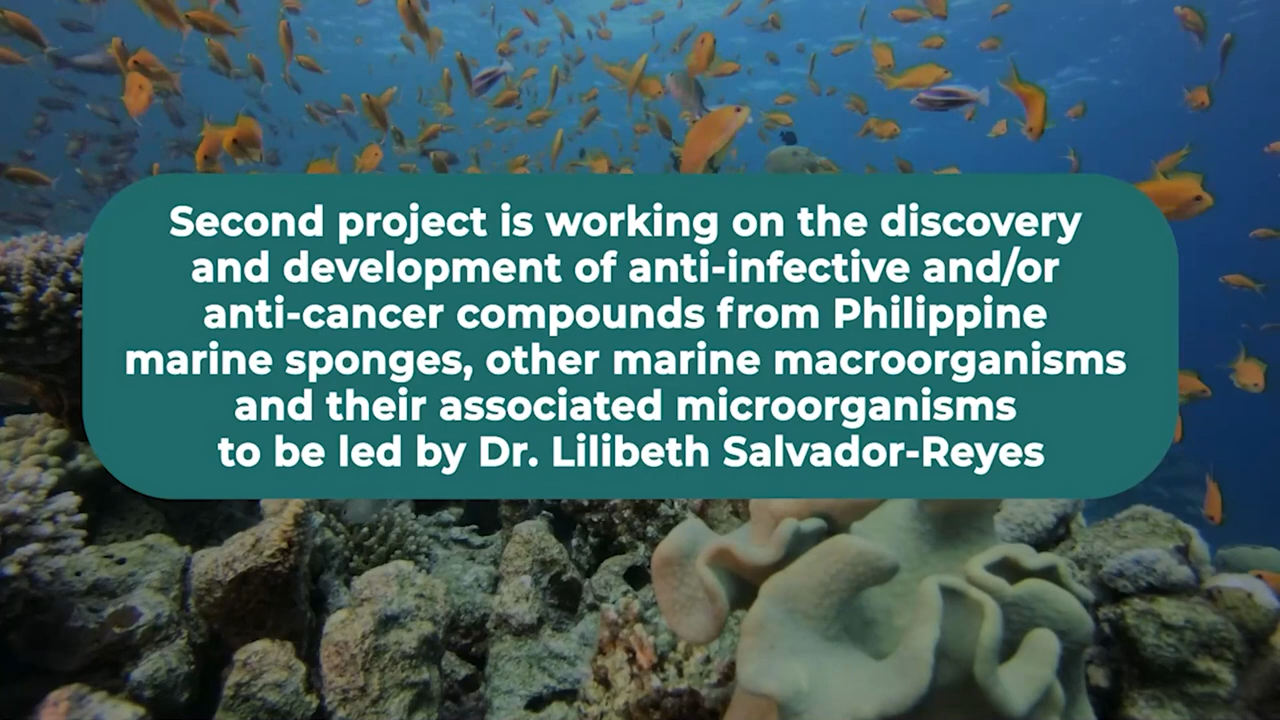 Second project is working on the discovery
and development of anti-infective and/or
anti-cancer compounds from Philippine
marine sponges, other marine macroorganisms
and their associated microorganisms
to be led by Dr. Lilibeth Salvador-Reyes